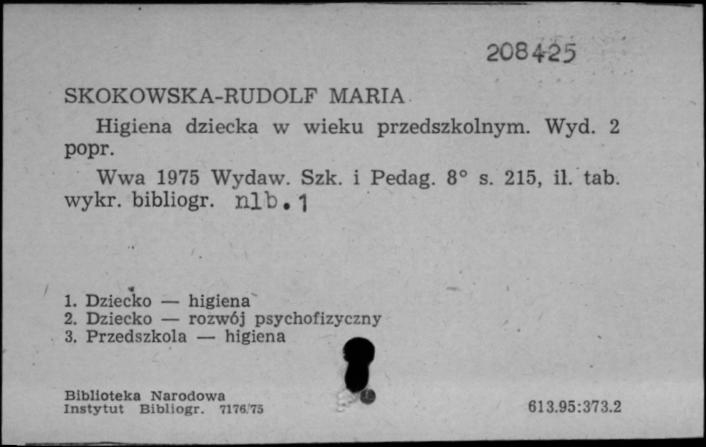 208425
SKOKOWSKA-RUDOLF MARIA
Higiena dziecka w wieku przedszkolnym. Wyd. 2
popr.
Wwa 1975 Wydaw. Szk. i Pedag. 8° s. 215, il. tab.
wykr. bibliogr. nlb. 1
1. Dziecko — higiena
2. Dziecko — rozwój psychofizyczny
3. Przedszkola — higiena
Biblioteka Narodowa
Instytut Bibliogr. 7176/75
613.95:373.2